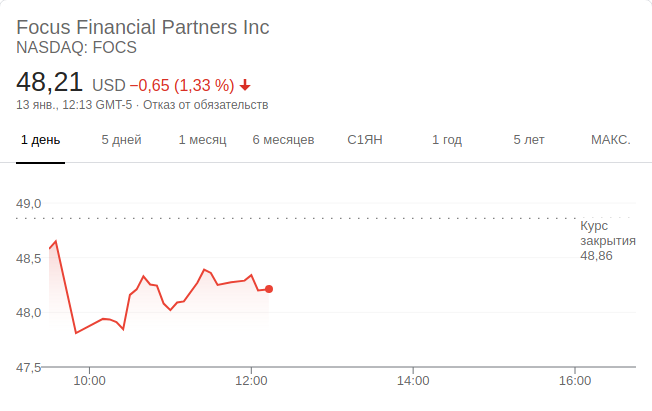 Focus Financial Partners Inc
NASDAQ: FOCS
48,21 USD −0,65 (1,33 %)
13 янв., 12:13 GMT-5 · Отказ от обязательств
1 день 5 дней 1 месяц 6 месяцев С1ЯН 1 год 5 лет МАКС.
49,0
Курс
закрытия
48,86
48,5
48,0
47,5
10:00 12:00 14:00 16:00